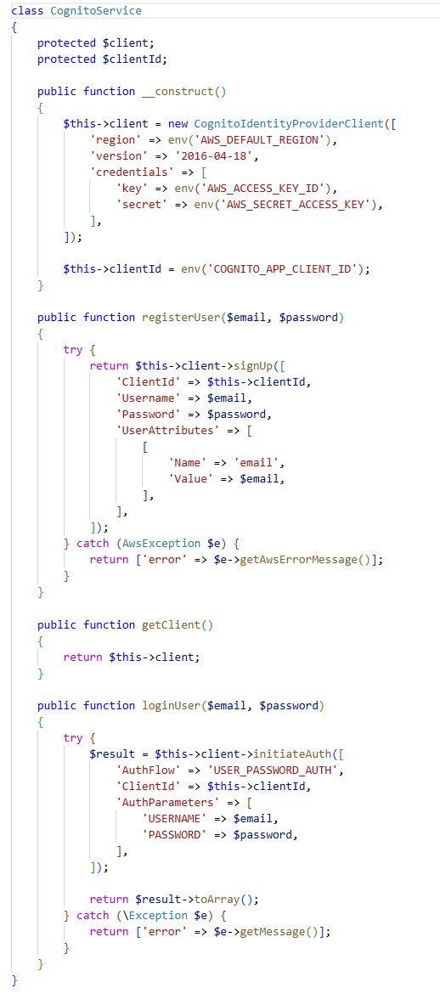 class CognitoService
{
    protected $client;
    protected $clientId;

    public function __construct()
    {
        $this->client = new CognitoIdentityProviderClient([
            'region' => env('AWS_DEFAULT_REGION'),
            'version' => '2016-04-18',
            'credentials' => [
                'key' => env('AWS_ACCESS_KEY_ID'),
                'secret' => env('AWS_SECRET_ACCESS_KEY'),
            ],
        ]);

        $this->clientId = env('COGNITO_APP_CLIENT_ID');
    }

    public function registerUser($email, $password)
    {
        try {
            return $this->client->signUp([
                'ClientId' => $this->clientId,
                'Username' => $email,
                'Password' => $password,
                'UserAttributes' => [
                    [
                        'Name' => 'email',
                        'Value' => $email,
                    ],
                ],
            ]);
        } catch (AwsException $e) {
            return ['error' => $e->getAwsErrorMessage()];
        }
    }

    public function getClient()
    {
        return $this->client;
    }

    public function loginUser($email, $password)
    {
        try {
            $result = $this->client->initiateAuth([
                'AuthFlow' => 'USER_PASSWORD_AUTH',
                'ClientId' => $this->clientId,
                'AuthParameters' => [
                    'USERNAME' => $email,
                    'PASSWORD' => $password,
                ],
            ]);

            return $result->toArray();
        } catch (\Exception $e) {
            return ['error' => $e->getMessage()];
        }
    }
}